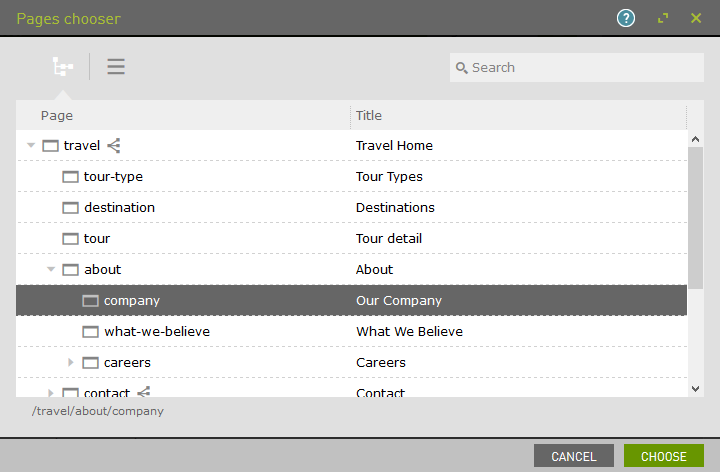 Pages chooser ?
Search
Page Title
travel Travel Home
tour-type Tour Types
destination Destinations
tour Tour detail
about About
company Our Company
what-we-believe What We Believe
careers Careers
contact Contact
/travel/about/company
CANCEL CHOOSE